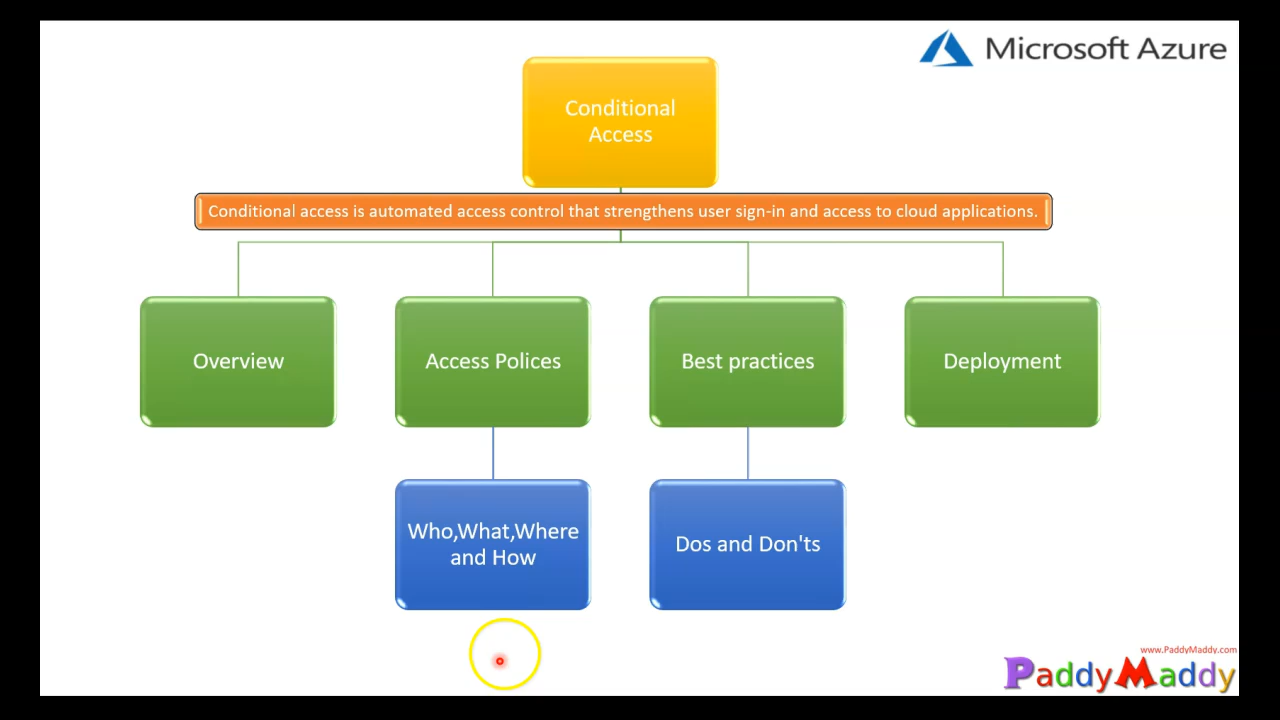 Microsoft Azure
Conditional
Access
Conditional access is automated access control that strengthens user sign-in and access to cloud applications.
Overview
Access Polices
Best practices
Deployment
Who,What,Where
and How
Dos and Don'ts
www.PaddyMaddy.com
PaddyMaddy